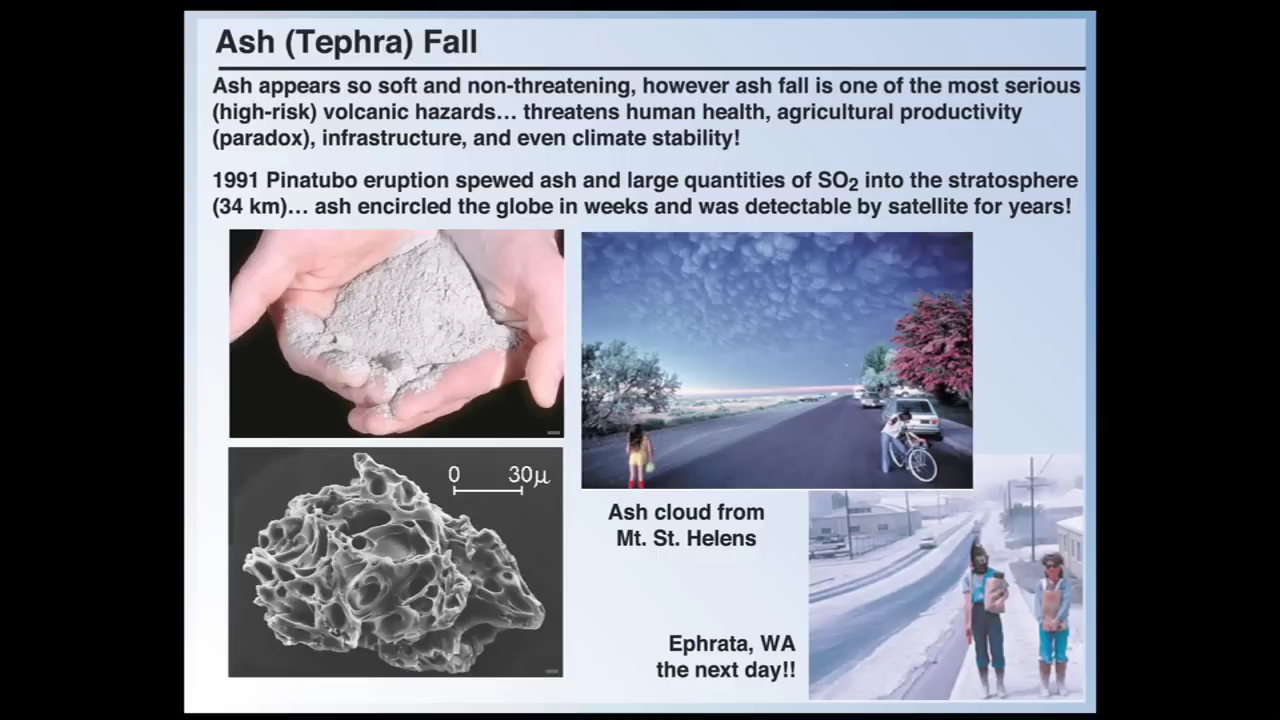 Ash (Tephra) Fall
Ash appears so soft and non-threatening, however ash fall is one of the most serious
(high-risk) volcanic hazards… threatens human health, agricultural productivity
(paradox), infrastructure, and even climate stability!
1991 Pinatubo eruption spewed ash and large quantities of SO₂ into the stratosphere
(34 km)… ash encircled the globe in weeks and was detectable by satellite for years!
0 30µ
Ash cloud from
Mt. St. Helens
Ephrata, WA
the next day!!